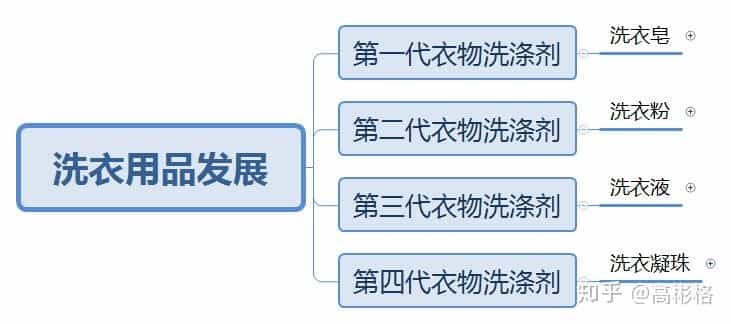 洗衣用品发展
第一代衣物洗涤剂
洗衣皂
第二代衣物洗涤剂
洗衣粉
第三代衣物洗涤剂
洗衣液
第四代衣物洗涤剂
洗衣凝珠
知乎 @高彬格